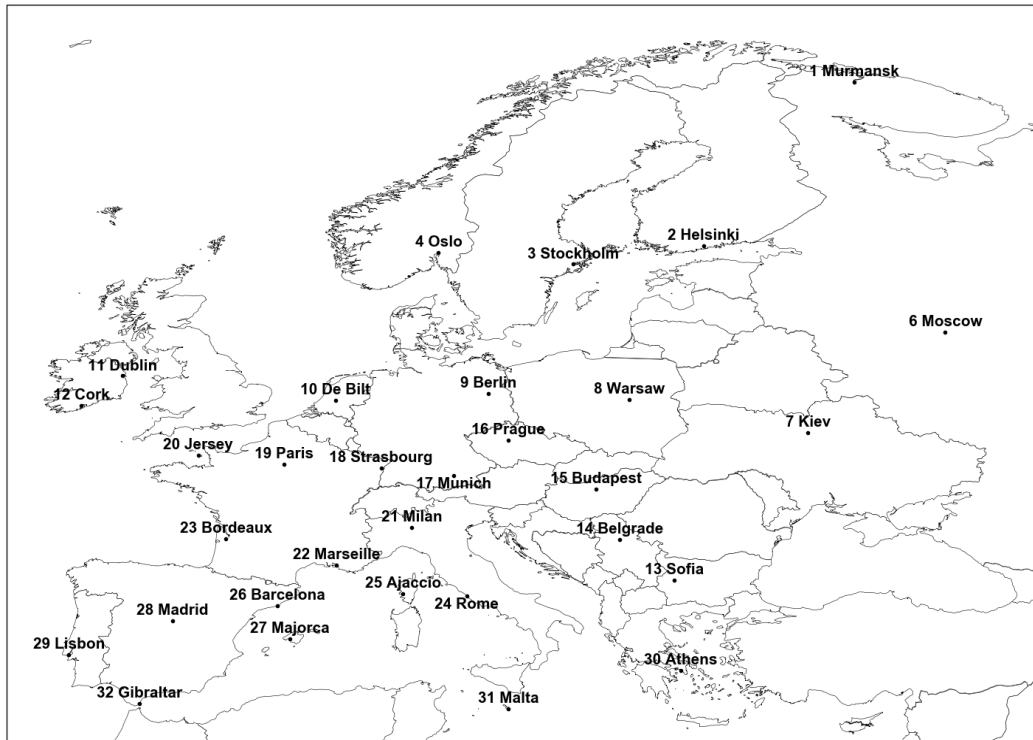 1 Murmansk
2 Helsinki
4 Oslo
3 Stockholm
6 Moscow
11 Dublin
10 De Bilt
9 Berlin
8 Warsaw
12 Cork
7 Kiev
16 Prague
20 Jersey
19 Paris
18 Strasbourg
17 Munich
15 Budapest
23 Bordeaux
21 Milan
14 Belgrade
22 Marseille
13 Sofia
25 Ajaccio
26 Barcelona
24 Rome
28 Madrid
27 Majorca
29 Lisbon
30 Athens
32 Gibraltar
31 Malta